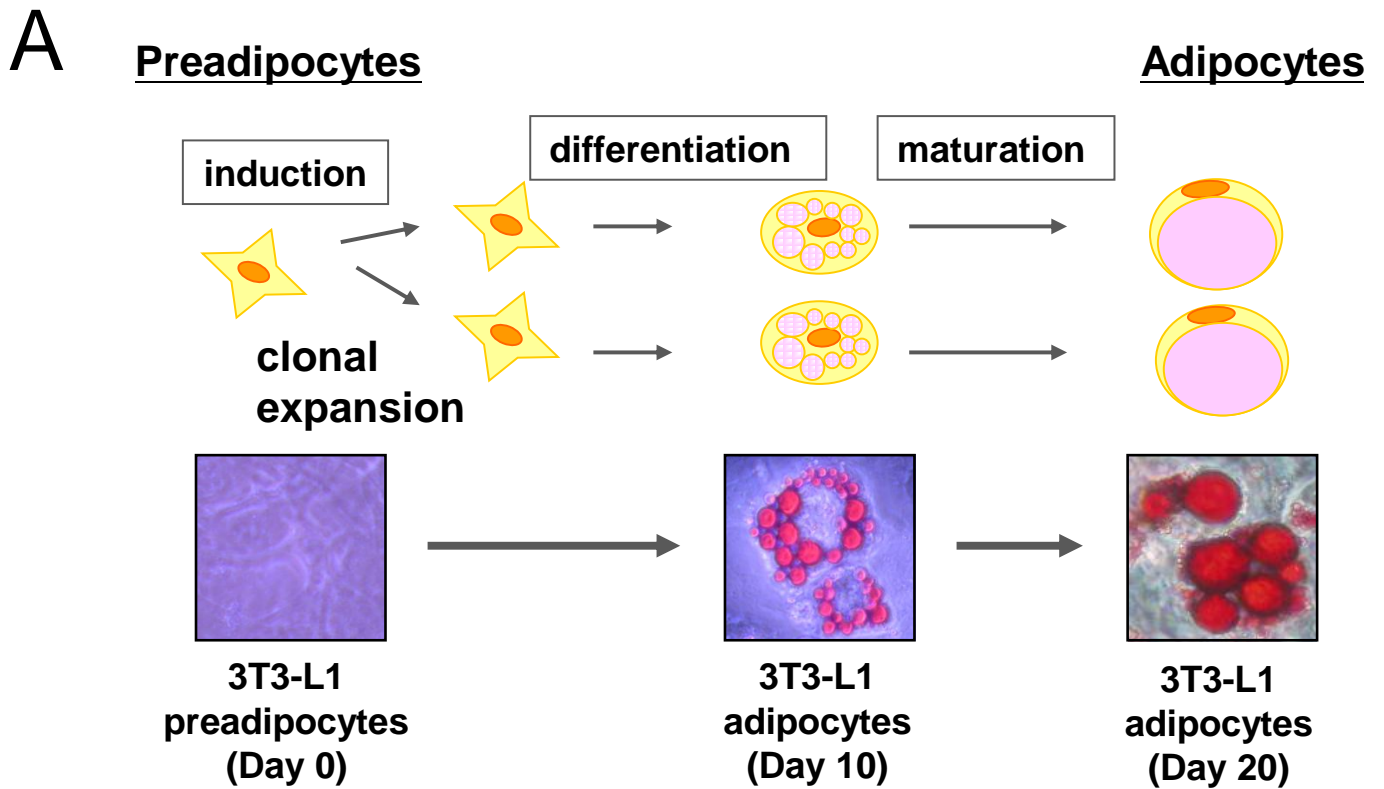 A
Preadipocytes
Adipocytes
induction
differentiation
maturation
clonal
expansion
3T3-L1
preadipocytes
(Day 0)
3T3-L1
adipocytes
(Day 10)
3T3-L1
adipocytes
(Day 20)